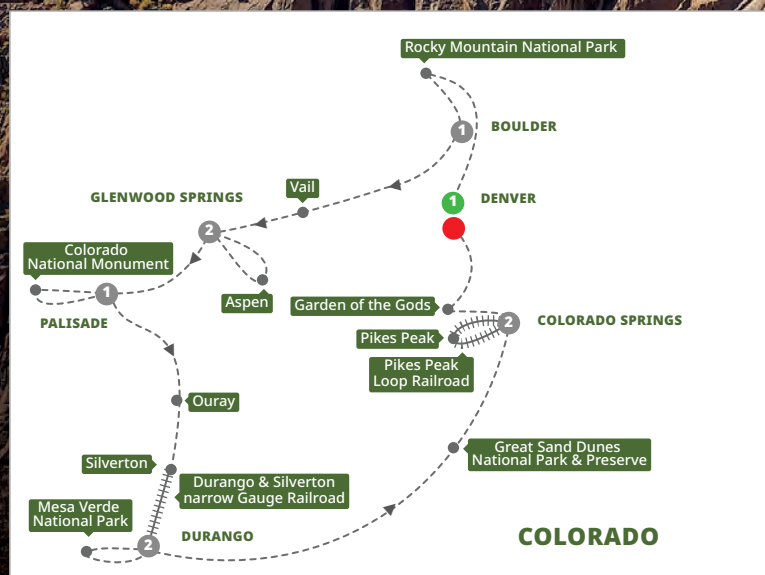 Rocky Mountain National Park
1
BOULDER
1
DENVER
Vail
GLENWOOD SPRINGS
2
Colorado
National Monument
1
PALISADE
Aspen
Garden of the Gods
2
COLORADO SPRINGS
Pikes Peak
Pikes Peak
Loop Railroad
Ouray
Silverton
Durango & Silverton
narrow Gauge Railroad
Great Sand Dunes
National Park & Preserve
Mesa Verde
National Park
2
DURANGO
COLORADO